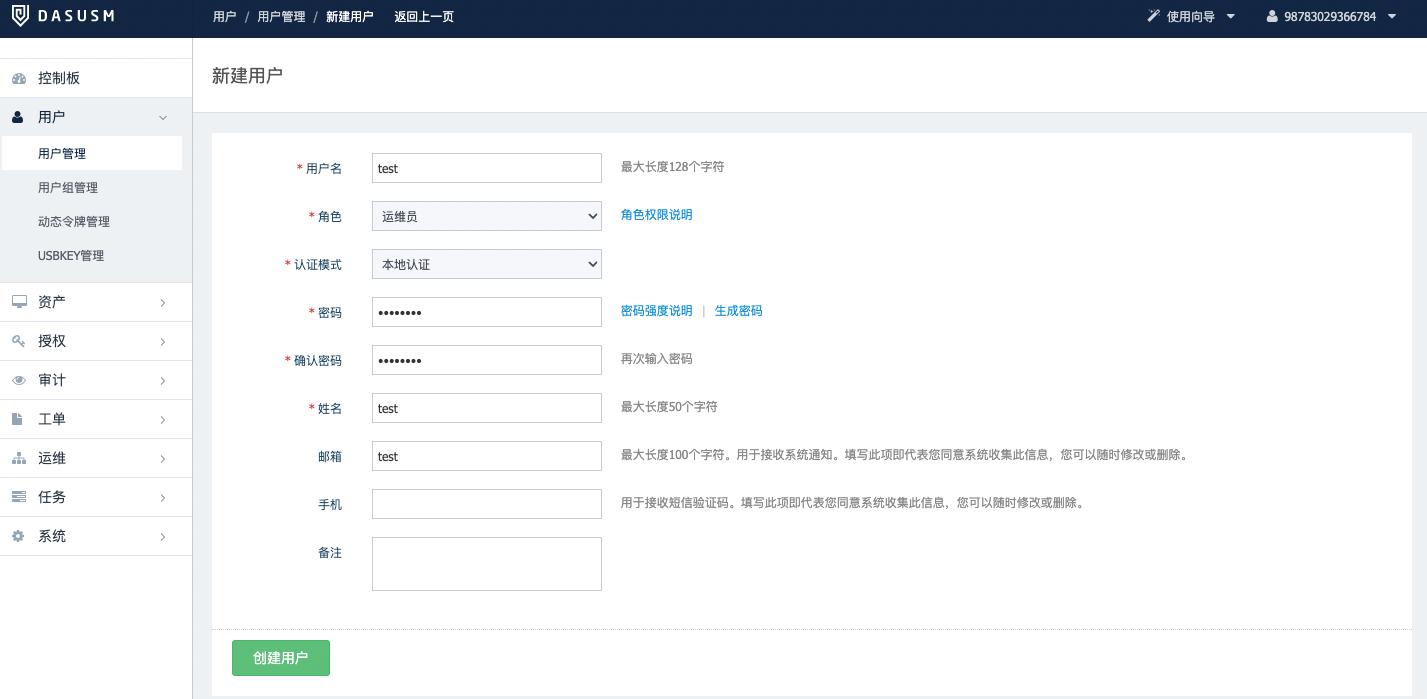 DASUSM 用户 / 用户管理 / 新建用户 返回上一页 使用向导 98783029366784
控制板
用户
用户管理
用户组管理
动态令牌管理
USBKEY管理
资产
授权
审计
工单
运维
任务
系统
新建用户
* 用户名 test 最大长度128个字符
* 角色 运维员 角色权限说明
* 认证模式 本地认证
* 密码 •••••••• 密码强度说明 | 生成密码
* 确认密码 •••••••• 再次输入密码
* 姓名 test 最大长度50个字符
邮箱 test 最大长度100个字符。用于接收系统通知。填写此项即代表您同意系统收集此信息，您可以随时修改或删除。
手机 用于接收短信验证码。填写此项即代表您同意系统收集此信息，您可以随时修改或删除。
备注
创建用户